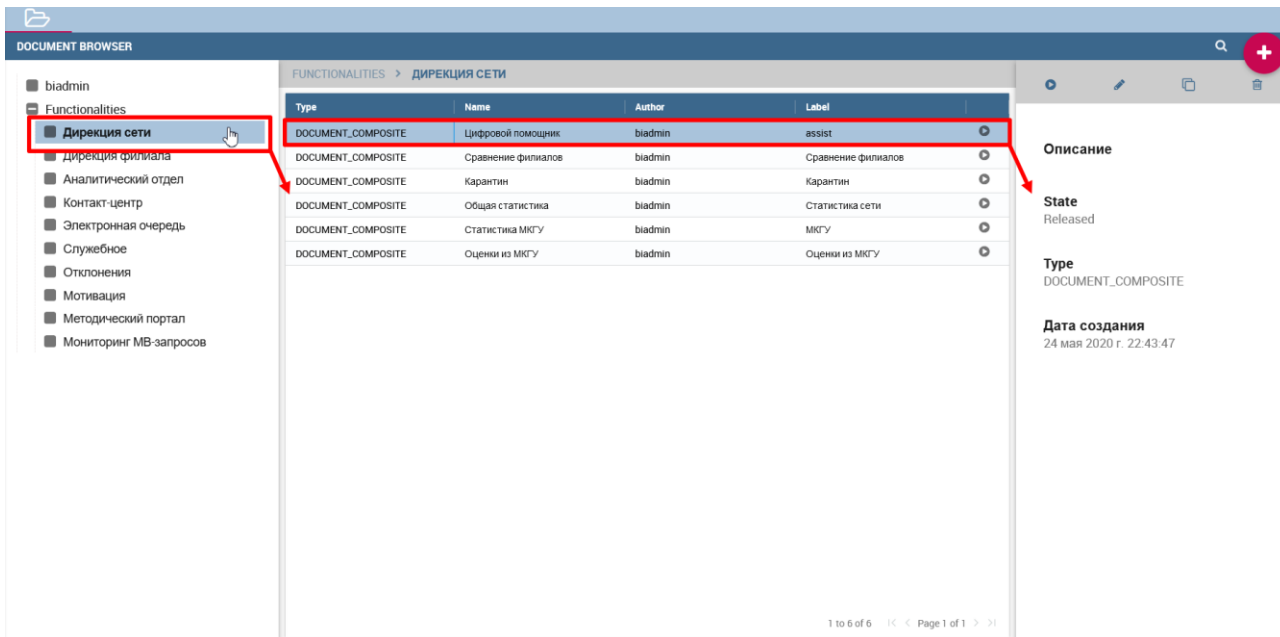 DOCUMENT BROWSER
biadmin
Functionalities
Дирекция сети
Дирекция филиала
Аналитический отдел
Контакт-центр
Электронная очередь
Служебное
Отклонения
Мотивация
Методический портал
Мониторинг МВ-запросов
FUNCTIONALITIES > ДИРЕКЦИЯ СЕТИ
Type Name Author Label
DOCUMENT_COMPOSITE Цифровой помощник biadmin assist
DOCUMENT_COMPOSITE Сравнение филиалов biadmin Сравнение филиалов
DOCUMENT_COMPOSITE Карантин biadmin Карантин
DOCUMENT_COMPOSITE Общая статистика biadmin Статистика сети
DOCUMENT_COMPOSITE Статистика МКГУ biadmin МКГУ
DOCUMENT_COMPOSITE Оценки из МКГУ biadmin Оценки из МКГУ
1 to 6 of 6 Page 1 of 1
Описание
State
Released
Type
DOCUMENT_COMPOSITE
Дата создания
24 мая 2020 г. 22:43:47